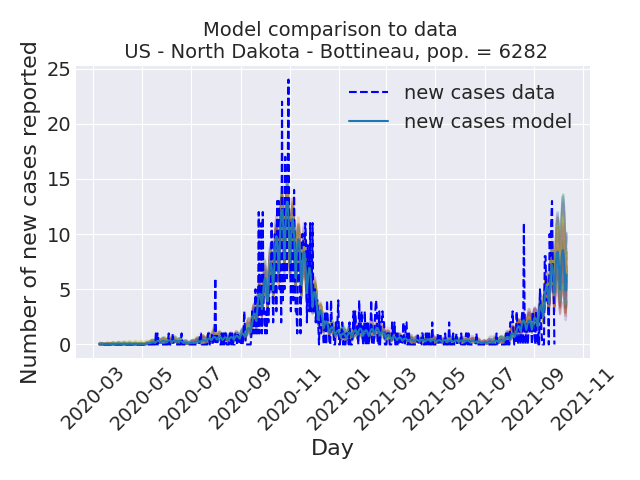 Model comparison to data
US - North Dakota - Bottineau, pop. = 6282
Number of new cases reported
25
20
15
10
5
0
new cases data
new cases model
2020-03
2020-05
2020-07
2020-09
2020-11
2021-01
2021-03
2021-05
2021-07
2021-09
2021-11
Day